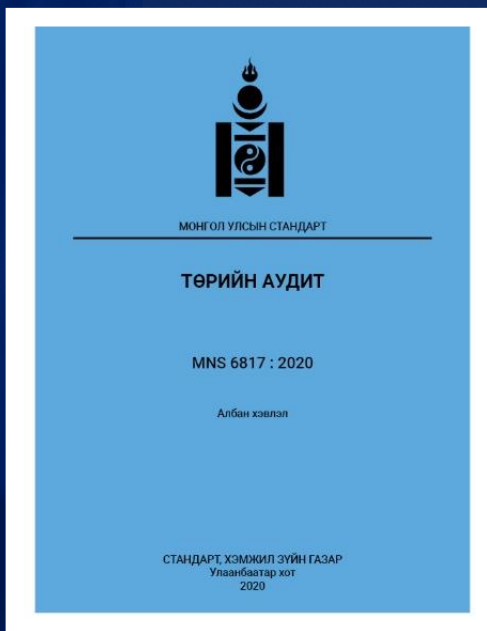 МОНГОЛ УЛСЫН СТАНДАРТ
ТӨРИЙН АУДИТ
MNS 6817 : 2020
Албан хэвлэл
СТАНДАРТ, ХЭМЖИЛ ЗҮЙН ГАЗАР
Улаанбаатар хот
2020